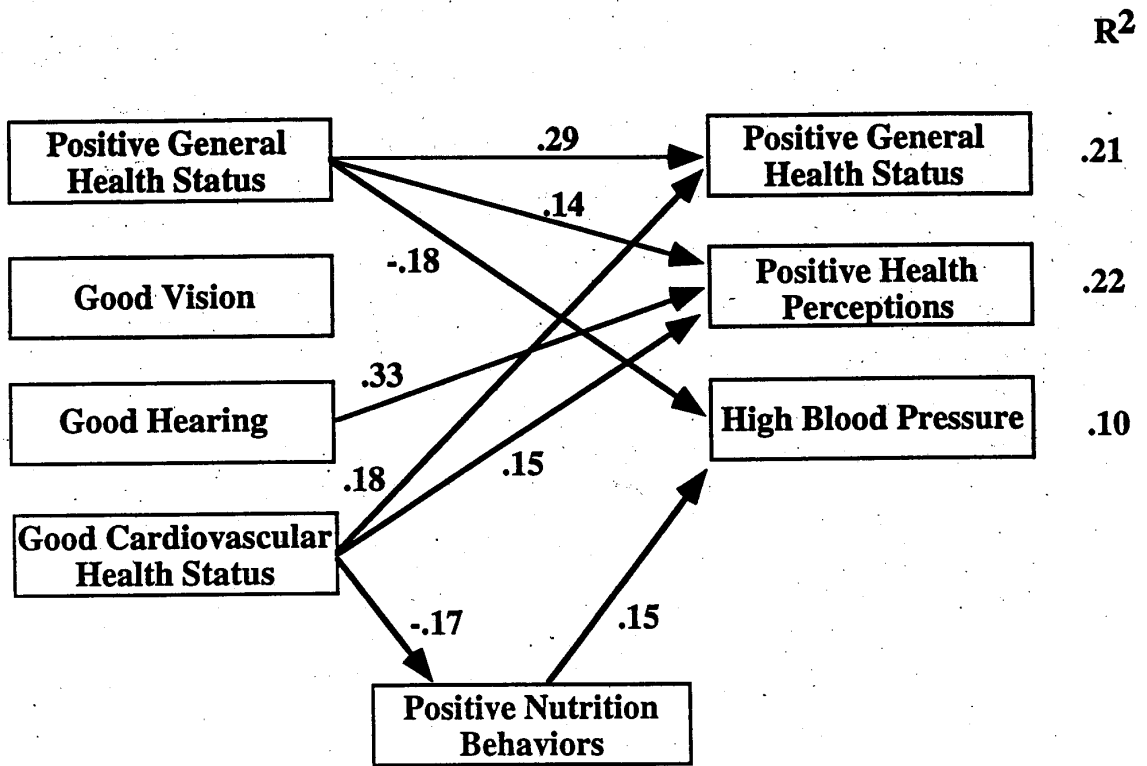 R2
Positive General
Health Status
.29
Positive General
Health Status
.21
.14
-.18
Good Vision
Positive Health
Perceptions
.22
.33
Good Hearing
High Blood Pressure
.10
.18
.15
Good Cardiovascular
Health Status
-.17
.15
Positive Nutrition
Behaviors